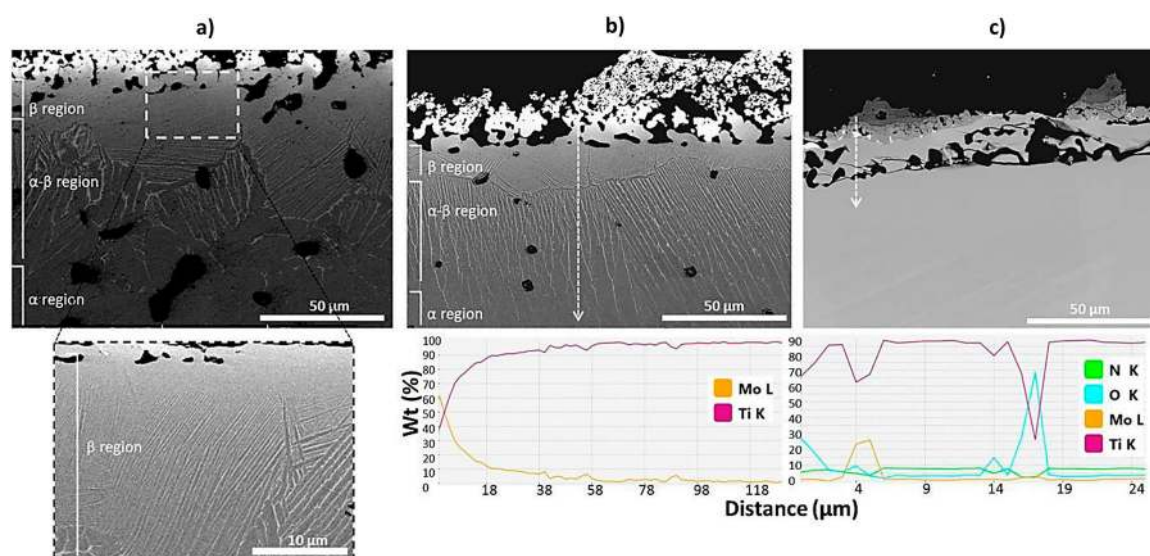 a)
β region
α-β region
α region
50 µm
β region
10 µm
b)
β region
α-β region
α region
50 µm
100
90
80
70
60
50
40
30
20
10
0
Wt (%)
Mo L
Ti K
18
38
58
78
98
118
c)
50 µm
90
80
70
60
50
40
30
20
10
0
N K
O K
Mo L
Ti K
4
9
14
19
24
Distance (µm)